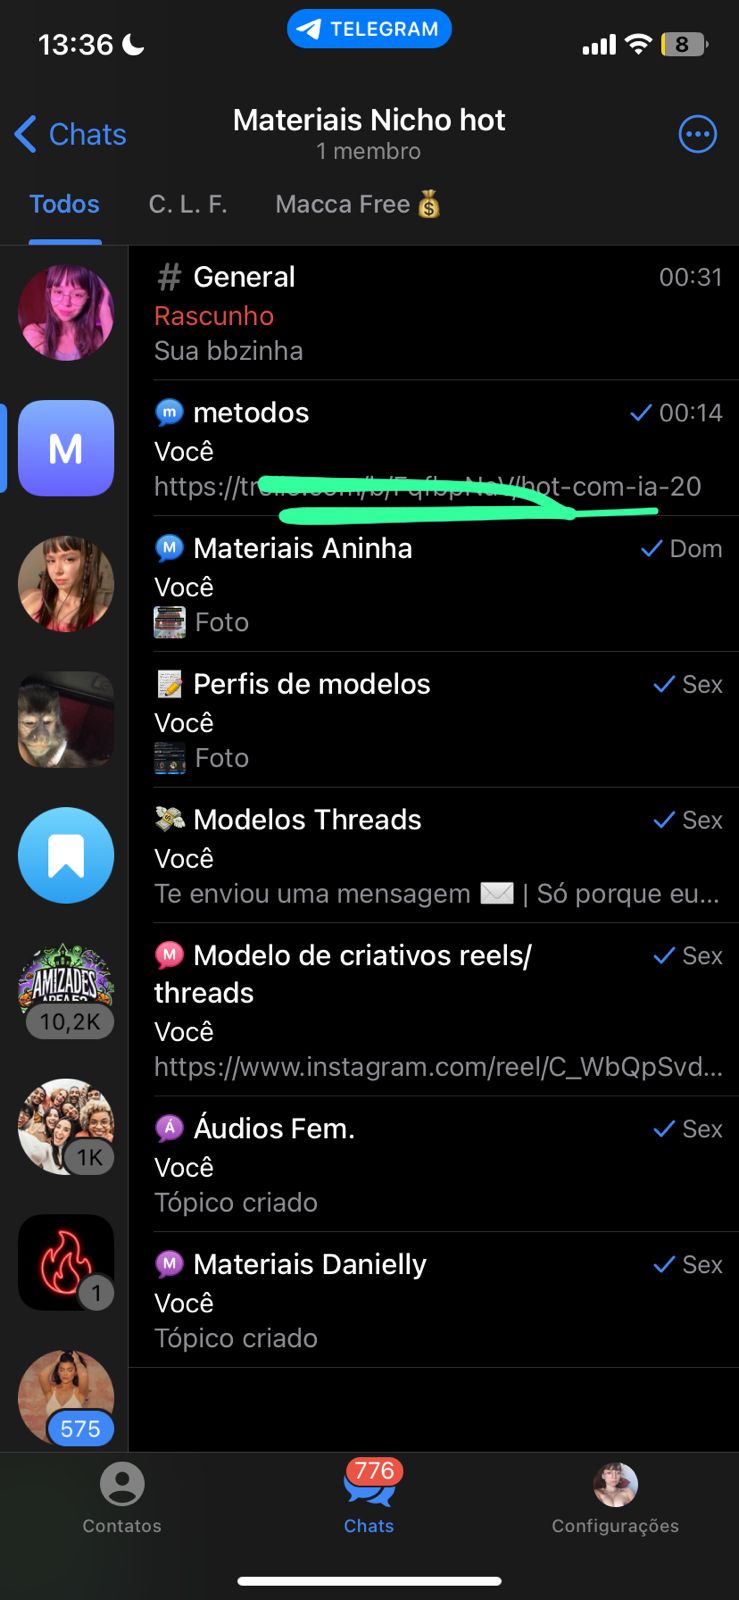 13:36
TELEGRAM
8
Chats
Materiais Nicho hot
1 membro
Todos
C. L. F.
Macca Free
# General
00:31
Rascunho
Sua bbzinha
m
metodos
00:14
Você
https://tr
hot-com-ia-20
M
Materiais Aninha
Dom
Você
Foto
Perfis de modelos
Sex
Você
Foto
Modelos Threads
Sex
Você
Te enviou uma mensagem ✉️ | Só porque eu...
M
Modelo de criativos reels/
threads
Sex
Você
https://www.instagram.com/reel/C_WbQpSvd...
Á
Áudios Fem.
Sex
Você
Tópico criado
M
Materiais Danielly
Sex
Você
Tópico criado
M
AMIZADES
AREA 52
10,2K
1K
1
575
Contatos
776
Chats
Configurações